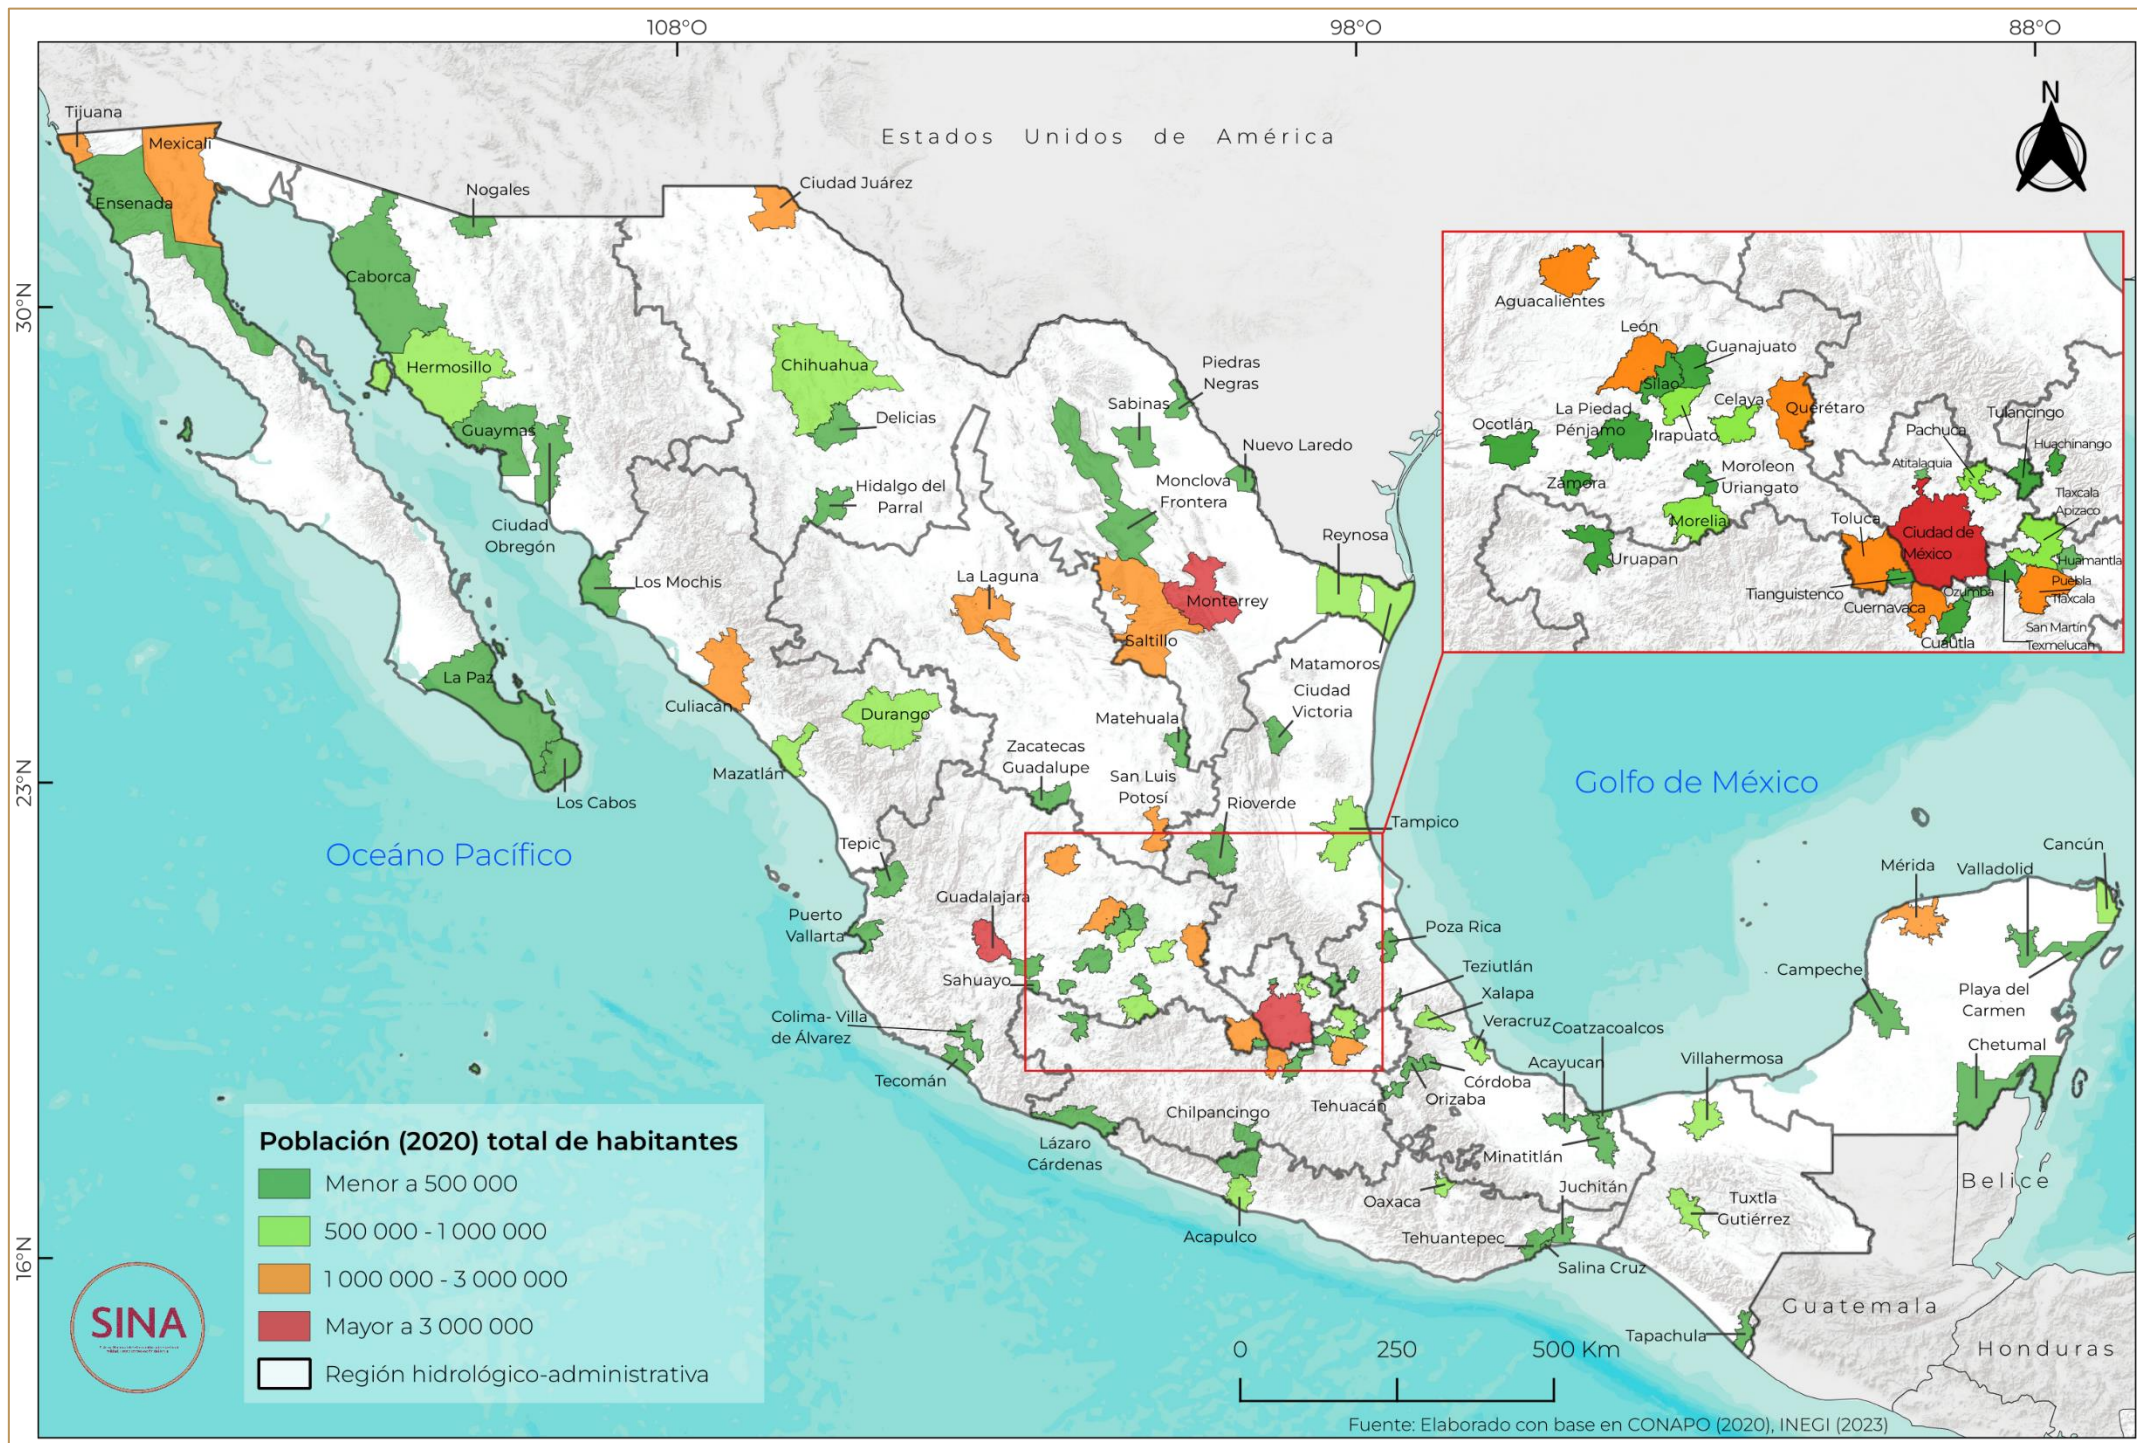 108°O
98°O
88°O
30°N
23°N
16°N
N
Estados Unidos de América
Tijuana
Mexicali
Ensenada
Nogales
Ciudad Juárez
Caborca
Hermosillo
Guaymas
Ciudad
Obregón
Chihuahua
Delicias
Hidalgo del
Parral
Piedras
Negras
Sabinas
Nuevo Laredo
Monclova
Frontera
Reynosa
Los Mochis
La Laguna
Monterrey
Saltillo
Matamoros
La Paz
Culiacán
Durango
Ciudad
Victoria
Matehuala
Mazatlán
Zacatecas
Guadalupe
San Luis
Potosí
Rioverde
Los Cabos
Tampico
Tepic
Guadalajara
Puerto
Vallarta
Sahuayo
Colima- Villa
de Álvarez
Tecomán
Lázaro
Cárdenas
Chilpancingo
Acapulco
Poza Rica
Teziutlán
Xalapa
Veracruz
Coatzacoalcos
Acayucan
Córdoba
Orizaba
Tehuacán
Minatitlán
Oaxaca
Juchitán
Tehuantepec
Salina Cruz
Villahermosa
Tuxtla
Gutiérrez
Tapachula
Mérida
Valladolid
Cancún
Campeche
Playa del
Carmen
Chetumal
Oceáno Pacífico
Golfo de México
Belice
Guatemala
Honduras
Aguacalientes
León
Guanajuato
Silao
Celaya
Querétaro
La Piedad
Pénjamo
Irapuato
Ocotlán
Zamora
Moroleon
Uriangato
Morelia
Uruapan
Tulancingo
Pachuca
Huachinango
Atitalaquia
Tlaxcala
Apizaco
Toluca
Ciudad de
México
Huamantla
Puebla
Tlaxcala
Tianguistenco
Cuernavaca
Ozumba
Cuautla
San Martín
Texmelucan
Población (2020) total de habitantes
Menor a 500 000
500 000 - 1 000 000
1 000 000 - 3 000 000
Mayor a 3 000 000
Región hidrológico-administrativa
SINA
0
250
500 Km
Fuente: Elaborado con base en CONAPO (2020), INEGI (2023)